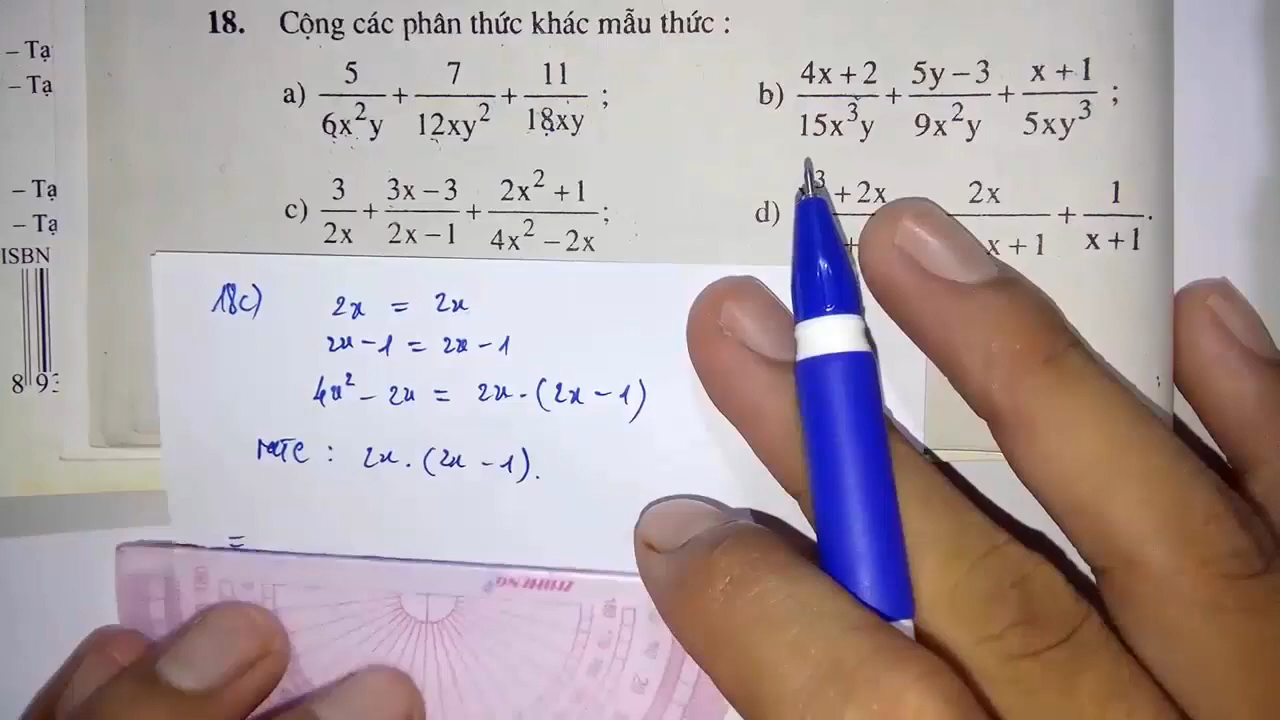 – Tạ
– Tạ
– Tạ
– Tạ
ISBN
8 93
18. Cộng các phân thức khác mẫu thức :
a) 5/(6x²y) + 7/(12xy²) + 11/(18xy) ;
b) (4x + 2)/(15x³y) + (5y – 3)/(9x²y) + (x + 1)/(5xy³) ;
c) 3/(2x) + (3x – 3)/(2x – 1) + (2x² + 1)/(4x² – 2x) ;
d) ³ + 2x 2x/ x + 1 + 1/(x + 1).
18c) 2x = 2x
2x – 1 = 2x – 1
4x² – 2x = 2x · (2x – 1)
MTC : 2x · (2x – 1).
=